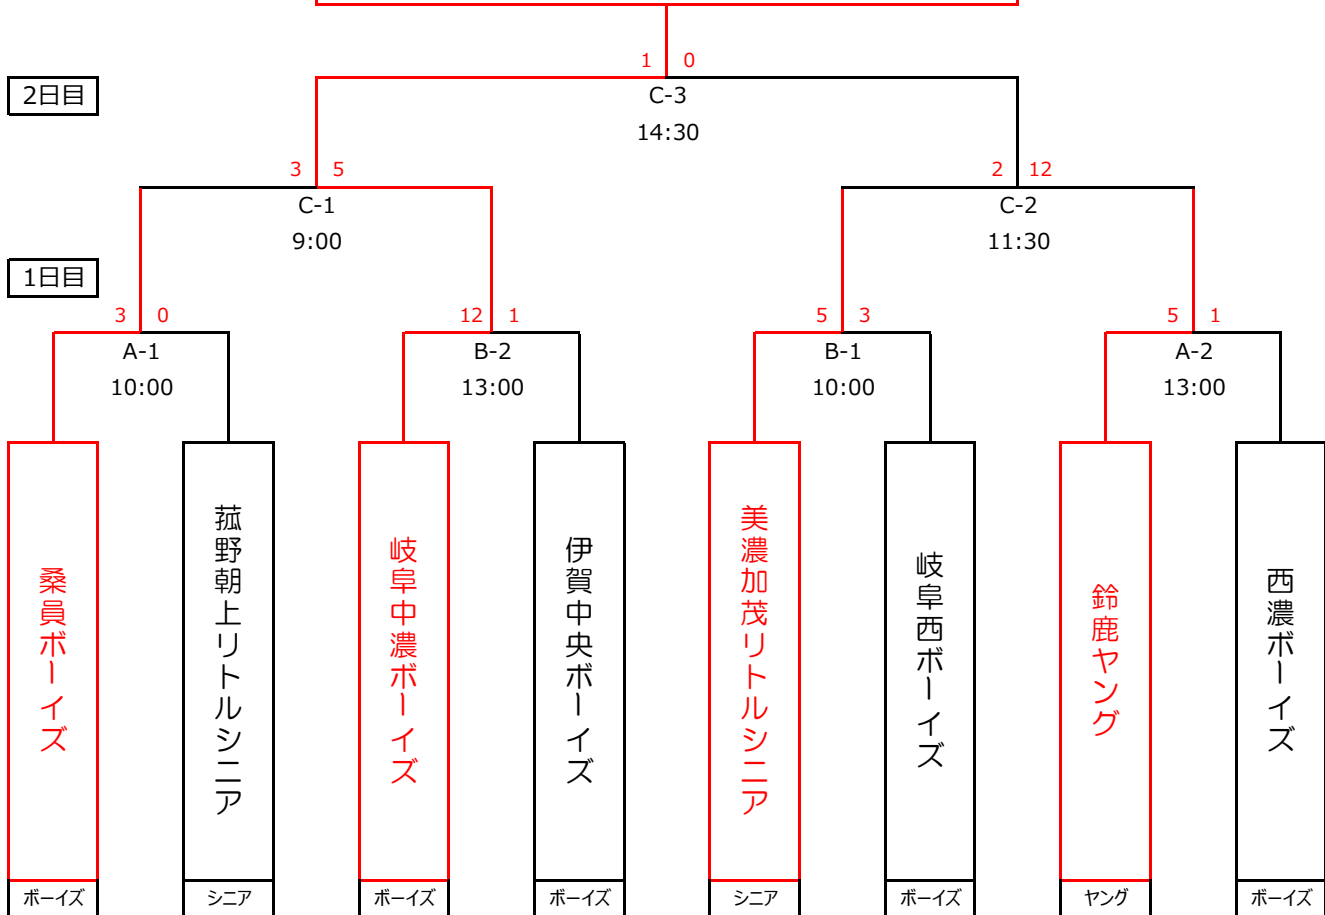 1 0
2日目
C-3
14:30
3 5
2 12
C-1
C-2
9:00
11:30
1日目
3 0
12 1
5 3
5 1
A-1
B-2
B-1
A-2
10:00
13:00
10:00
13:00
桑員ボーイズ
菰野朝上リトルシニア
岐阜中濃ボーイズ
伊賀中央ボーイズ
美濃加茂リトルシニア
岐阜西ボーイズ
鈴鹿ヤング
西濃ボーイズ
ボーイズ
シニア
ボーイズ
ボーイズ
シニア
ボーイズ
ヤング
ボーイズ